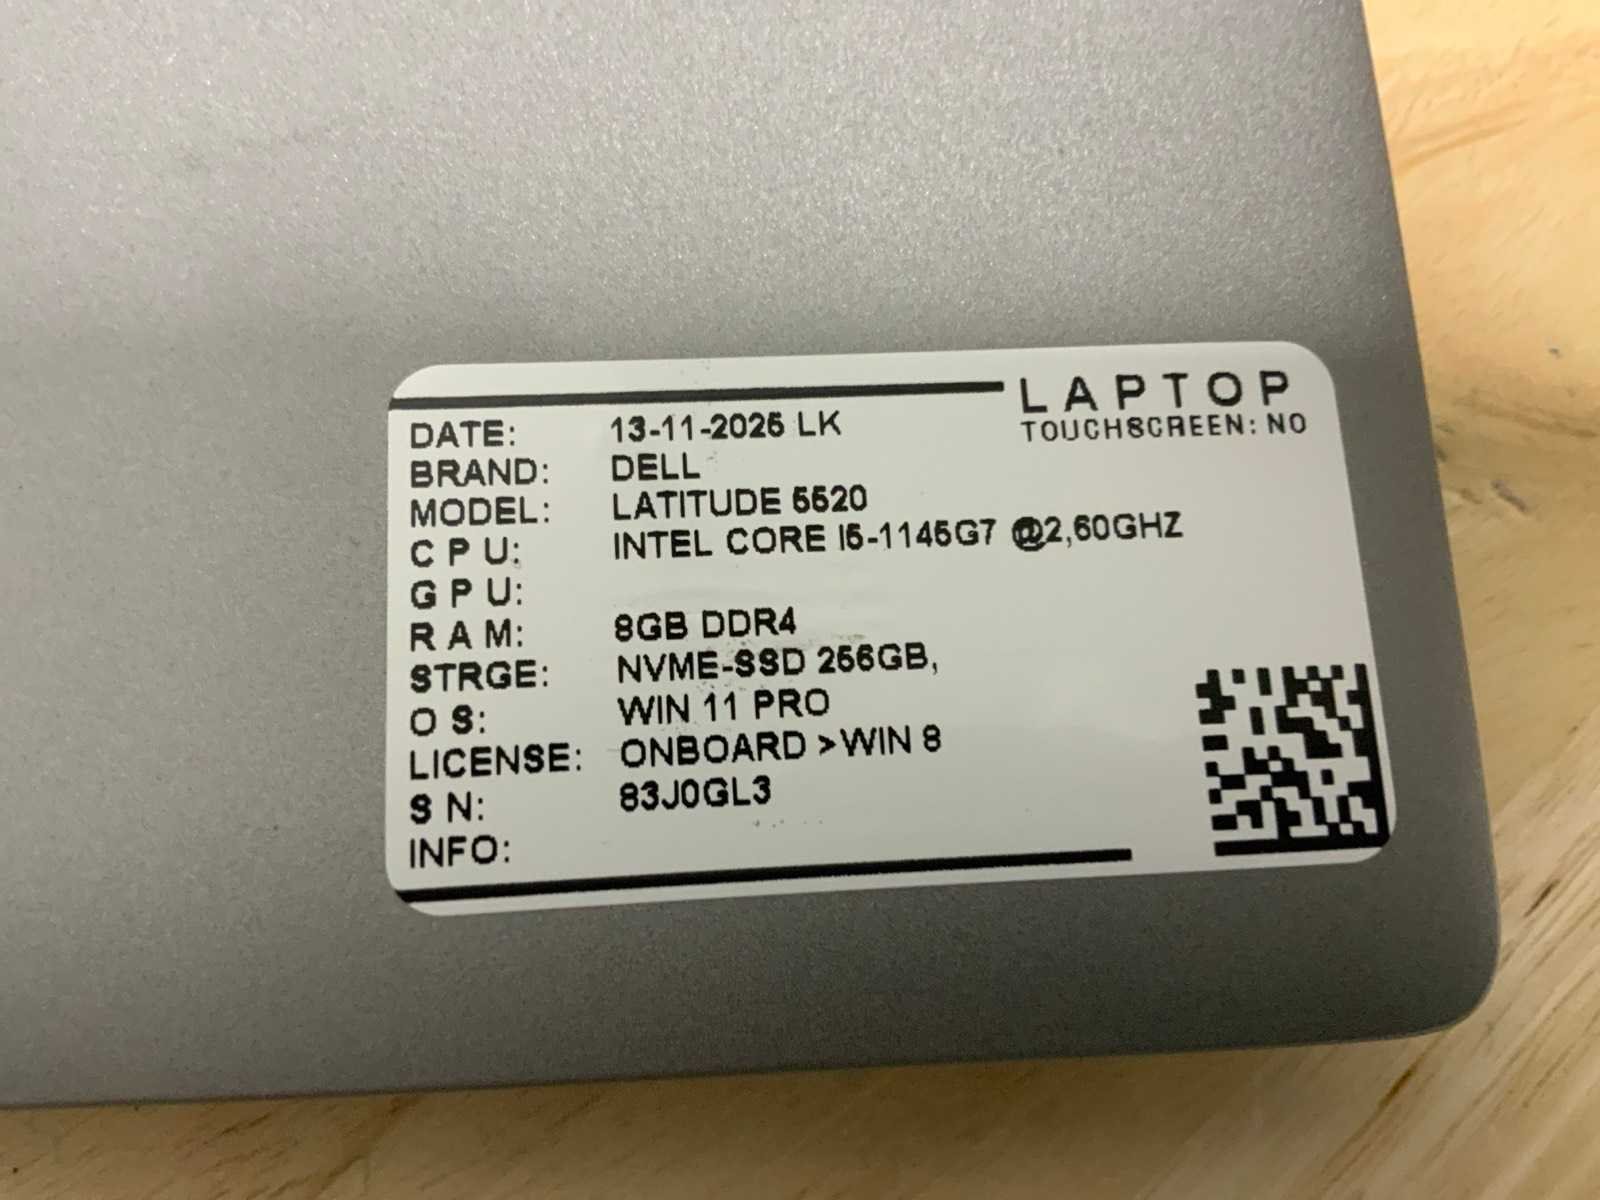 LAPTOP
TOUCHSCREEN: NO
DATE: 13-11-2025 LK
BRAND: DELL
MODEL: LATITUDE 5520
C P U: INTEL CORE I5-1145G7 @2,60GHZ
G P U:
R A M: 8GB DDR4
STRGE: NVME-SSD 256GB,
O S: WIN 11 PRO
LICENSE: ONBOARD >WIN 8
S N: 83J0GL3
INFO: